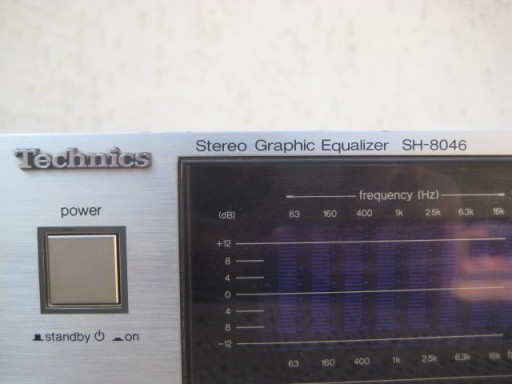 Technics
Stereo Graphic Equalizer SH-8046
power
standby on
frequency (Hz)
(dB) 63 160 400 1k 2.5k 6.3k 16k
+12
8
4
0
4
8
−12
63 160 400 1k 2.5k 6.3k 16k